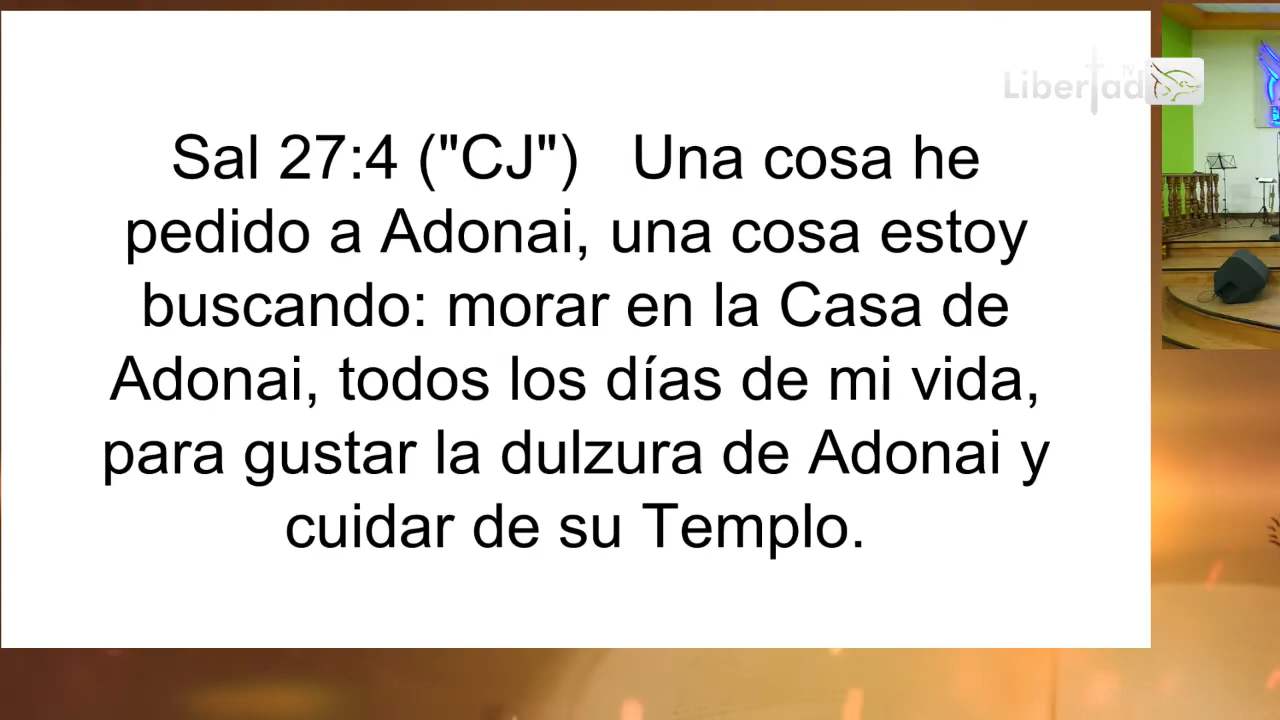 Libertad
TV
Sal 27:4 ("CJ") Una cosa he
pedido a Adonai, una cosa estoy
buscando: morar en la Casa de
Adonai, todos los días de mi vida,
para gustar la dulzura de Adonai y
cuidar de su Templo.